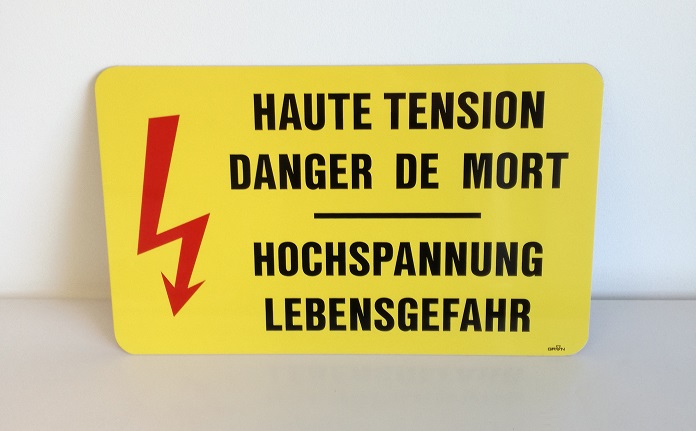 HAUTE TENSION
DANGER DE MORT
HOCHSPANNUNG
LEBENSGEFAHR